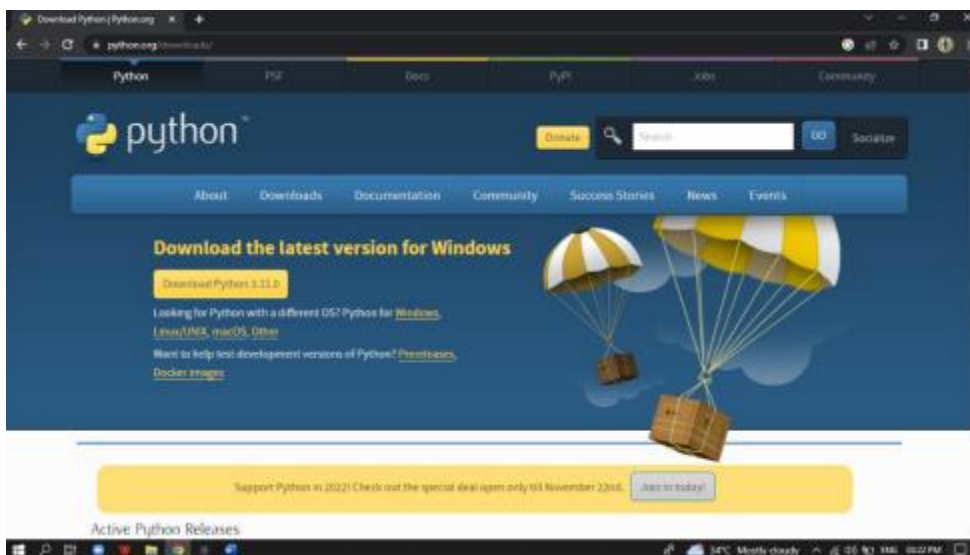 Download Python | Python.org
python.org/downloads/
Python PSF Docs PyPI Jobs Community
python
Donate Search GO Socialize
About Downloads Documentation Community Success Stories News Events
Download the latest version for Windows
Download Python 3.11.0
Looking for Python with a different OS? Python for Windows,
Linux/UNIX, macOS, Other
Want to help test development versions of Python? Prereleases,
Docker images
Support Python in 2022! Check out the special deal open only till November 22nd. Join in today!
Active Python Releases
34°C Mostly cloudy ENG